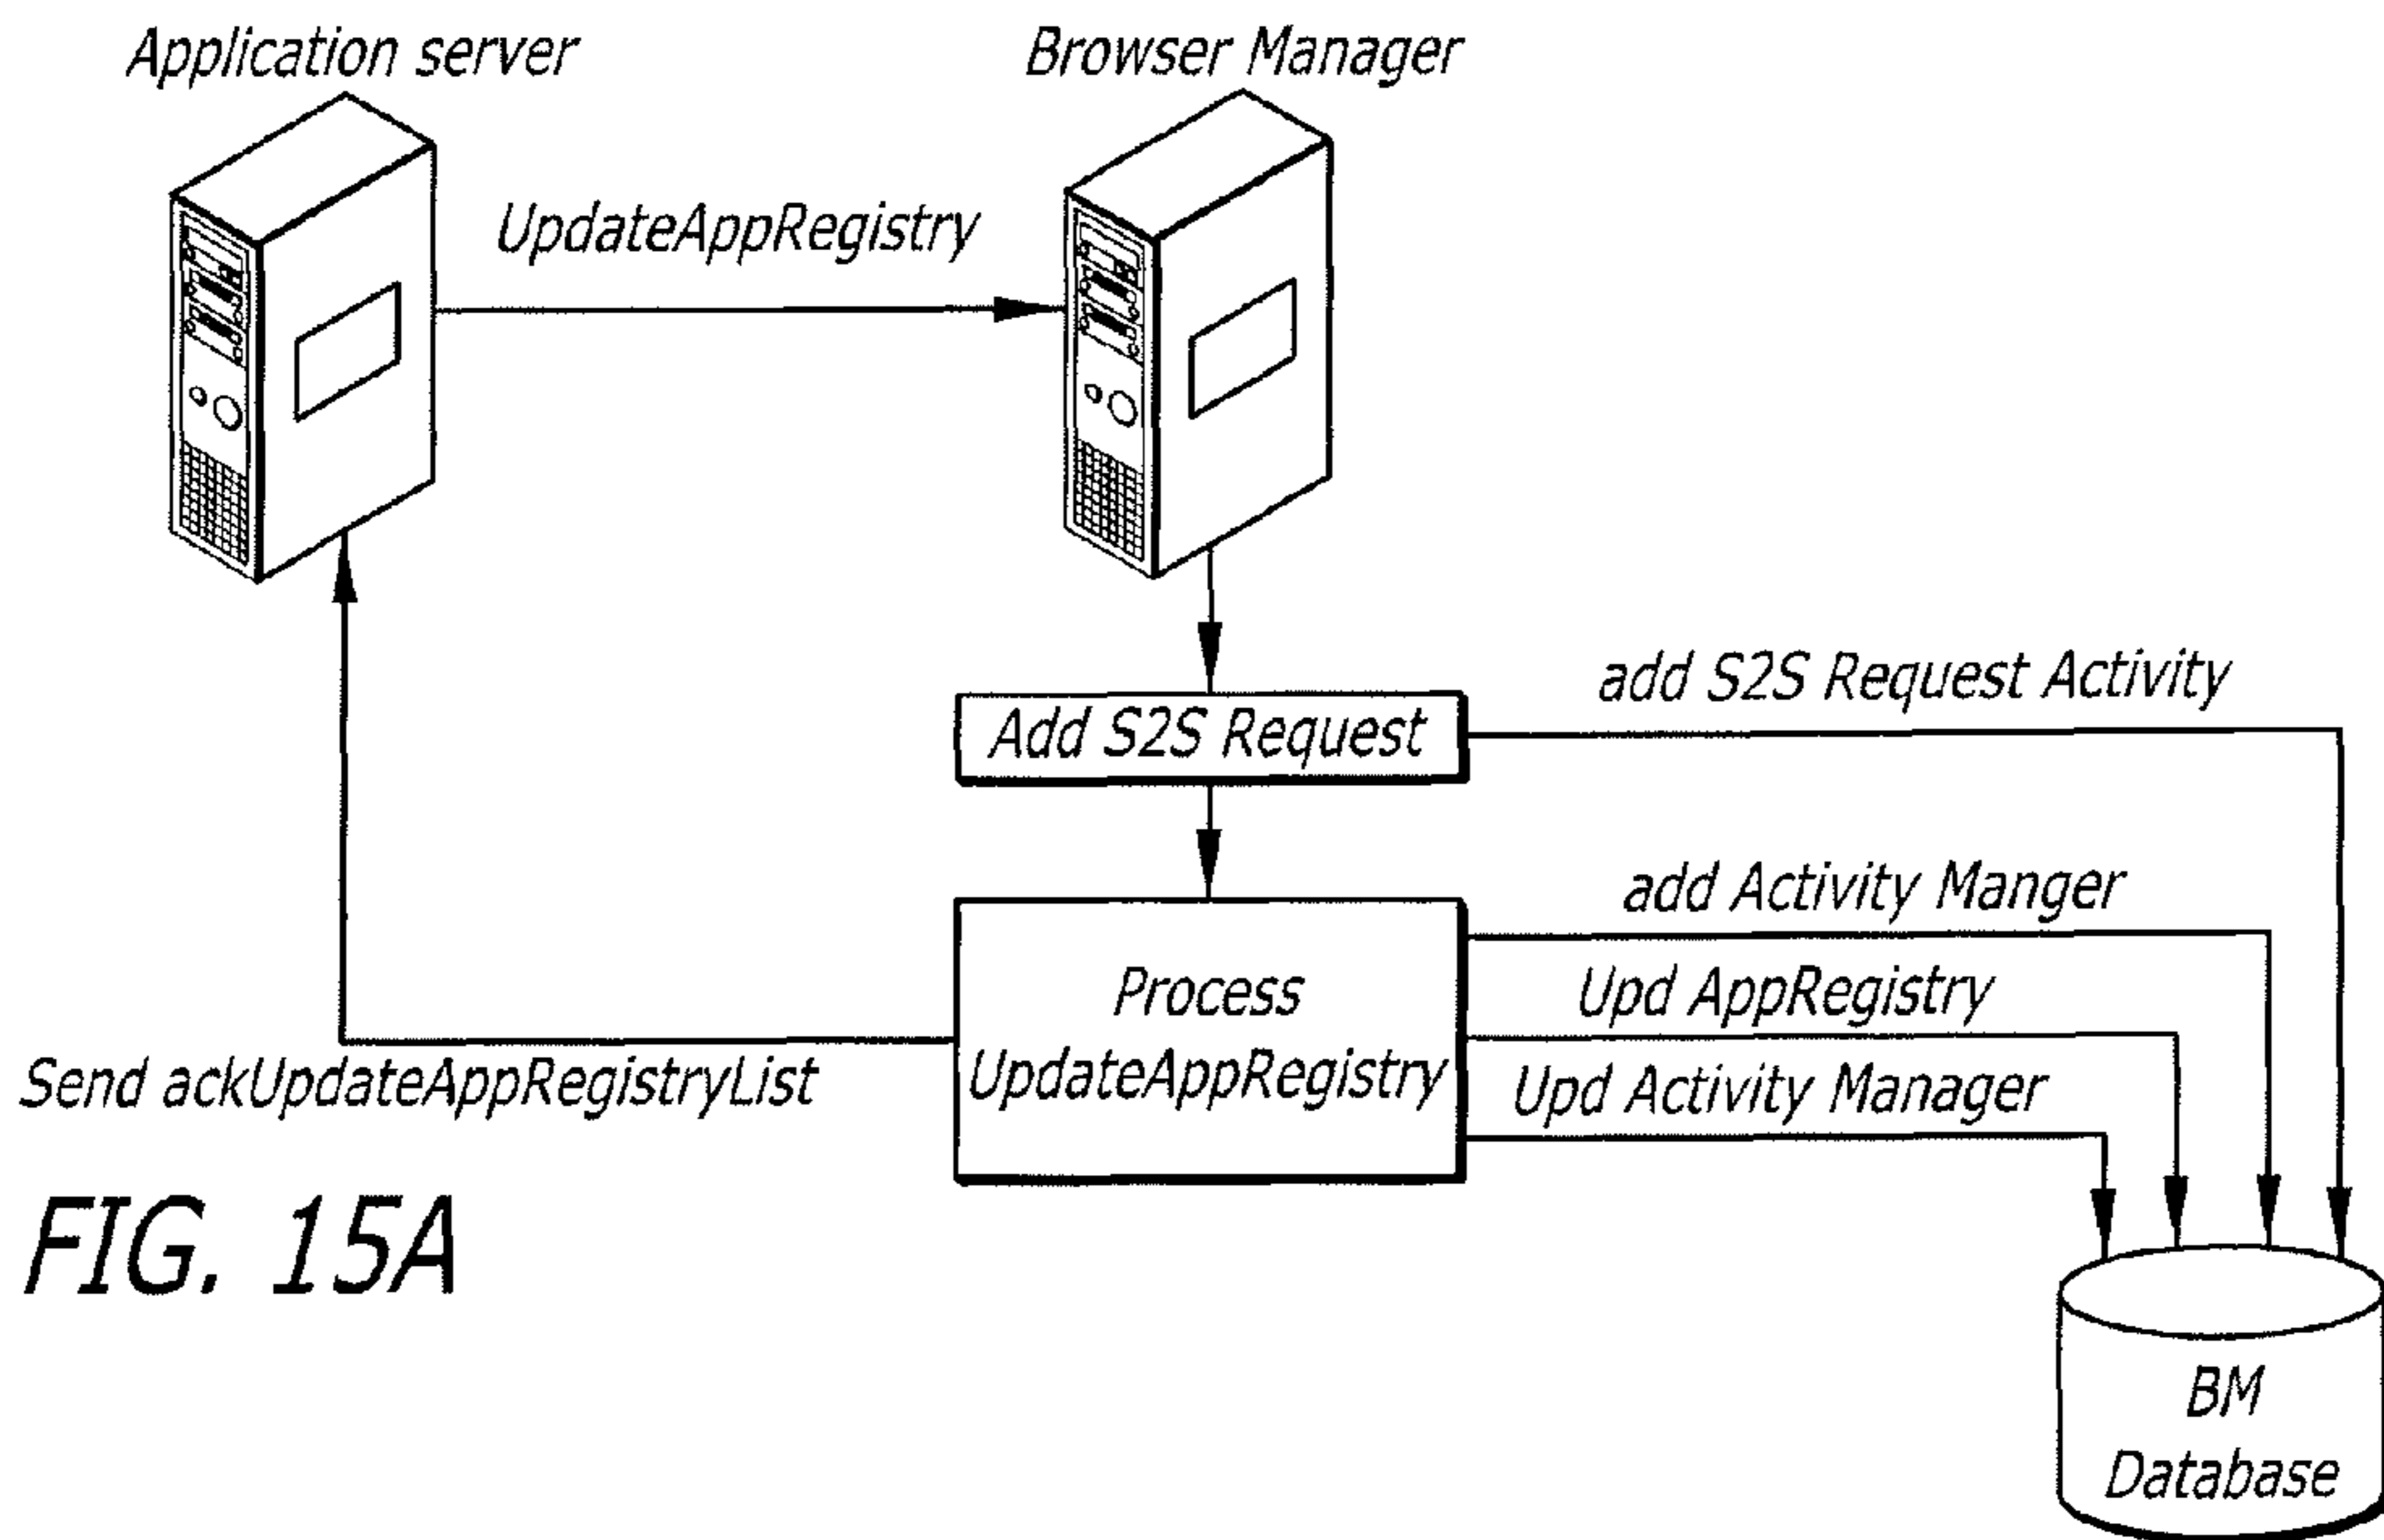 Application server
Browser Manager
UpdateAppRegistry
add S2S Request Activity
Add S2S Request
add Activity Manger
Process
UpdateAppRegistry
Upd AppRegistry
Upd Activity Manager
Send ackUpdateAppRegistryList
FIG. 15A
BM
Database